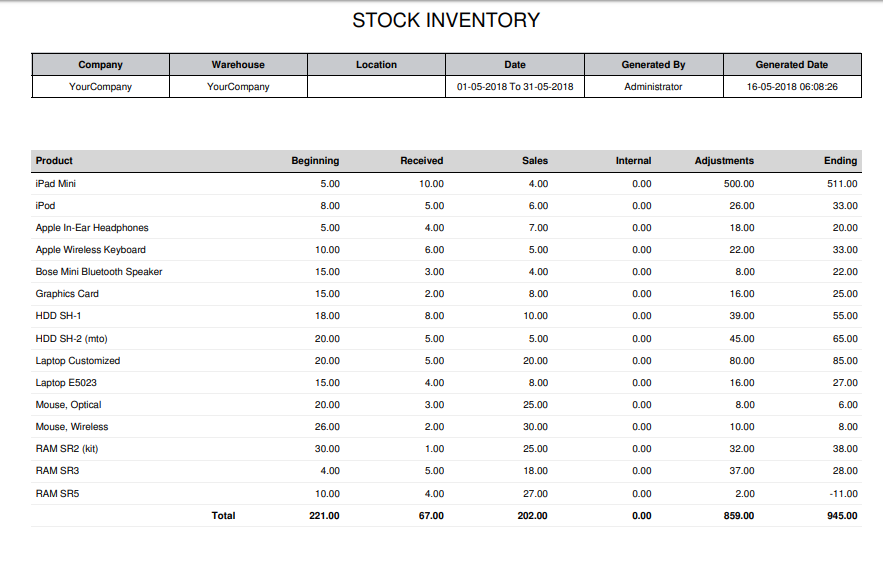 STOCK INVENTORY
Company Warehouse Location Date Generated By Generated Date
YourCompany YourCompany 01-05-2018 To 31-05-2018 Administrator 16-05-2018 06:08:26
Product Beginning Received Sales Internal Adjustments Ending
iPad Mini 5.00 10.00 4.00 0.00 500.00 511.00
iPod 8.00 5.00 6.00 0.00 26.00 33.00
Apple In-Ear Headphones 5.00 4.00 7.00 0.00 18.00 20.00
Apple Wireless Keyboard 10.00 6.00 5.00 0.00 22.00 33.00
Bose Mini Bluetooth Speaker 15.00 3.00 4.00 0.00 8.00 22.00
Graphics Card 15.00 2.00 8.00 0.00 16.00 25.00
HDD SH-1 18.00 8.00 10.00 0.00 39.00 55.00
HDD SH-2 (mto) 20.00 5.00 5.00 0.00 45.00 65.00
Laptop Customized 20.00 5.00 20.00 0.00 80.00 85.00
Laptop E5023 15.00 4.00 8.00 0.00 16.00 27.00
Mouse, Optical 20.00 3.00 25.00 0.00 8.00 6.00
Mouse, Wireless 26.00 2.00 30.00 0.00 10.00 8.00
RAM SR2 (kit) 30.00 1.00 25.00 0.00 32.00 38.00
RAM SR3 4.00 5.00 18.00 0.00 37.00 28.00
RAM SR5 10.00 4.00 27.00 0.00 2.00 -11.00
Total 221.00 67.00 202.00 0.00 859.00 945.00